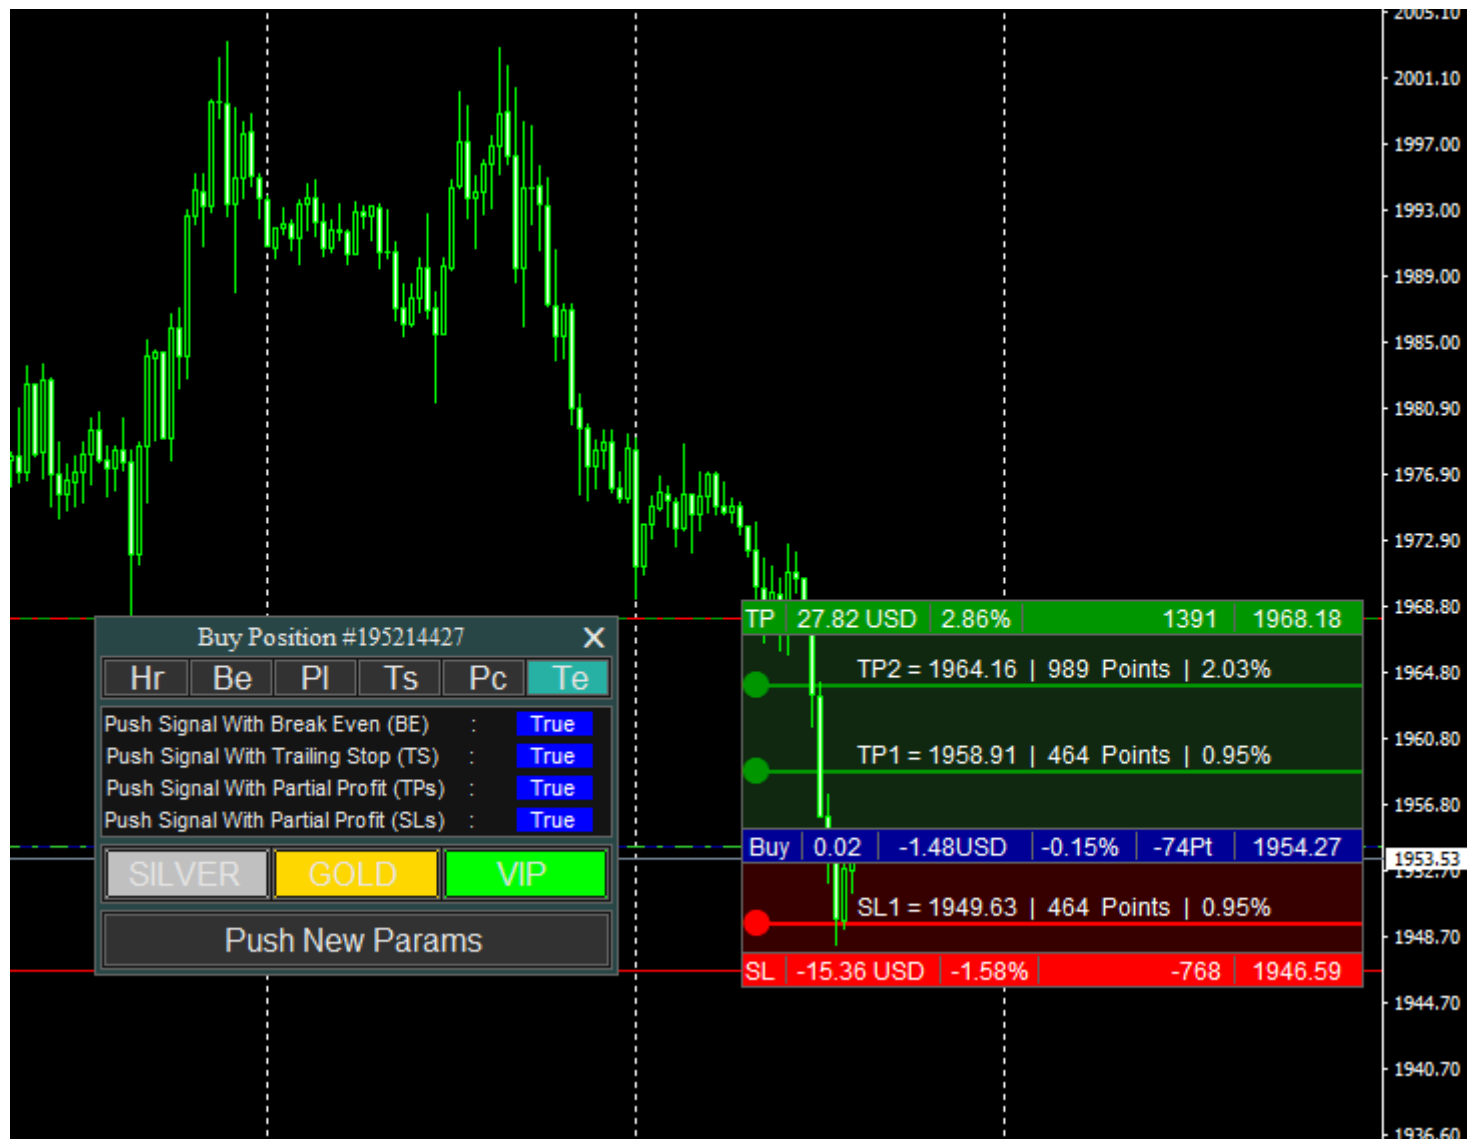 2005.10
2001.10
1997.00
1993.00
1989.00
1985.00
1980.90
1976.90
1972.90
1968.80
1964.80
1960.80
1956.80
1953.53
1952.70
1948.70
1944.70
1940.70
1936.60
Buy Position #195214427 X
Hr Be Pl Ts Pc Te
Push Signal With Break Even (BE) : True
Push Signal With Trailing Stop (TS) : True
Push Signal With Partial Profit (TPs) : True
Push Signal With Partial Profit (SLs) : True
SILVER GOLD VIP
Push New Params
TP 27.82 USD 2.86% 1391 1968.18
TP2 = 1964.16 | 989 Points | 2.03%
TP1 = 1958.91 | 464 Points | 0.95%
Buy 0.02 -1.48USD -0.15% -74Pt 1954.27
SL1 = 1949.63 | 464 Points | 0.95%
SL -15.36 USD -1.58% -768 1946.59